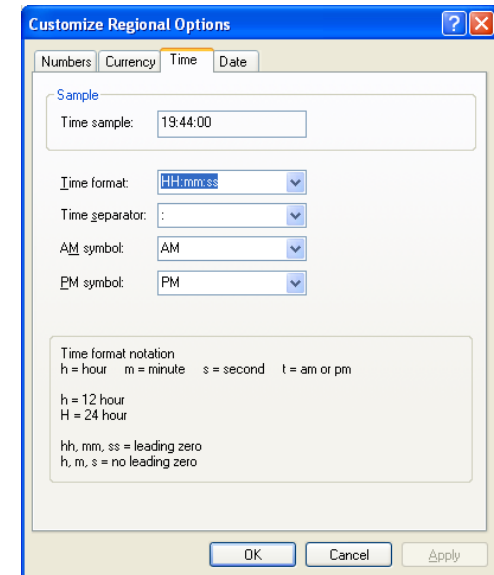 Customize Regional Options
Numbers Currency Time Date
Sample
Time sample: 19:44:00
Time format: HH:mm:ss
Time separator: :
AM symbol: AM
PM symbol: PM
Time format notation
h = hour m = minute s = second t = am or pm
h = 12 hour
H = 24 hour
hh, mm, ss = leading zero
h, m, s = no leading zero
OK Cancel Apply